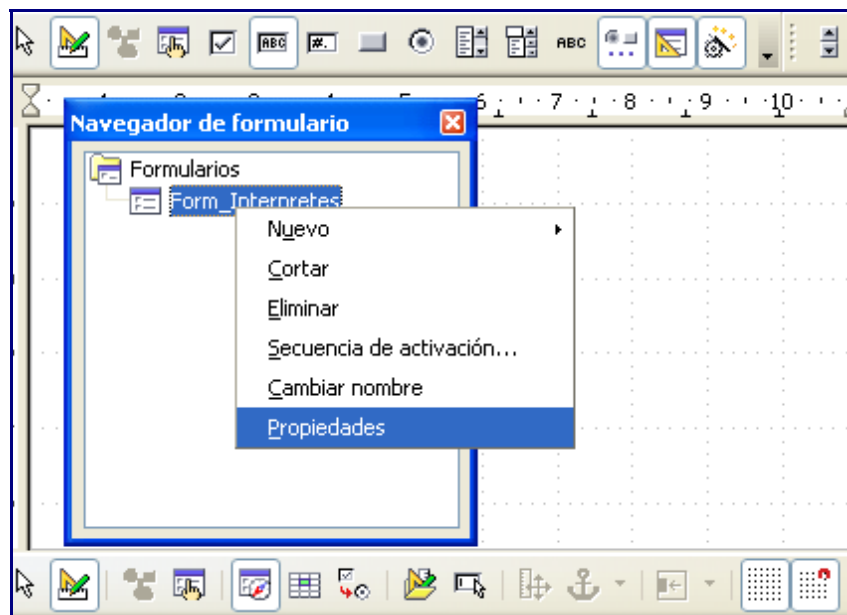 ABC
#.
ABC
6 7 8 9 10
Navegador de formulario
Formularios
Form_Interpretes
Nuevo
Cortar
Eliminar
Secuencia de activación...
Cambiar nombre
Propiedades